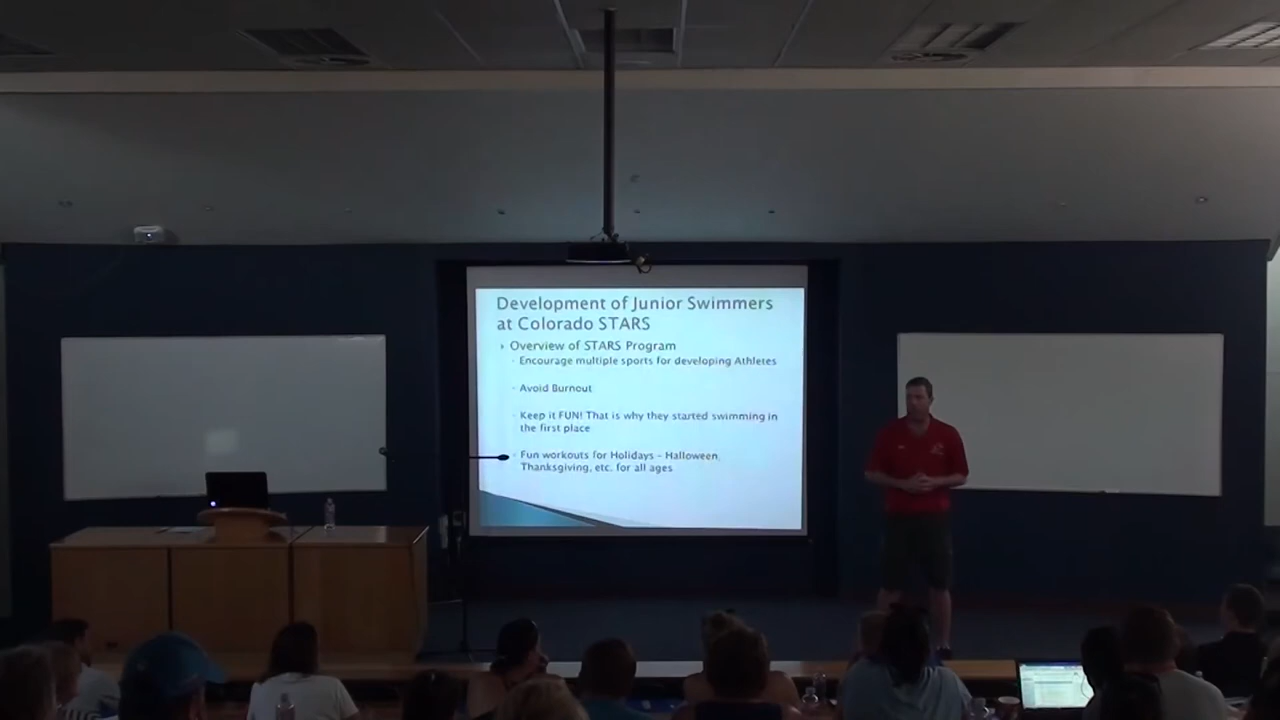 Development of Junior Swimmers
at Colorado STARS
Overview of STARS Program
Encourage multiple sports for developing Athletes
Avoid Burnout
Keep it FUN! That is why they started swimming in
the first place
Fun workouts for Holidays - Halloween,
Thanksgiving, etc. for all ages